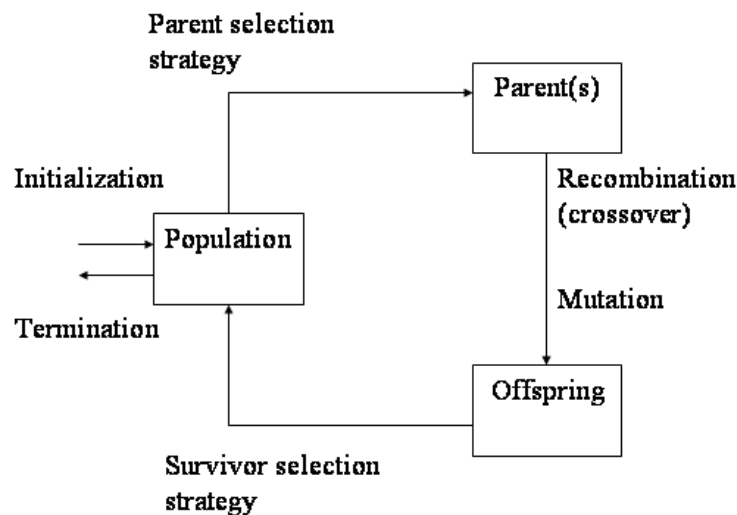 Parent selection
strategy
Parent(s)
Initialization
Recombination
(crossover)
Population
Mutation
Termination
Offspring
Survivor selection
strategy